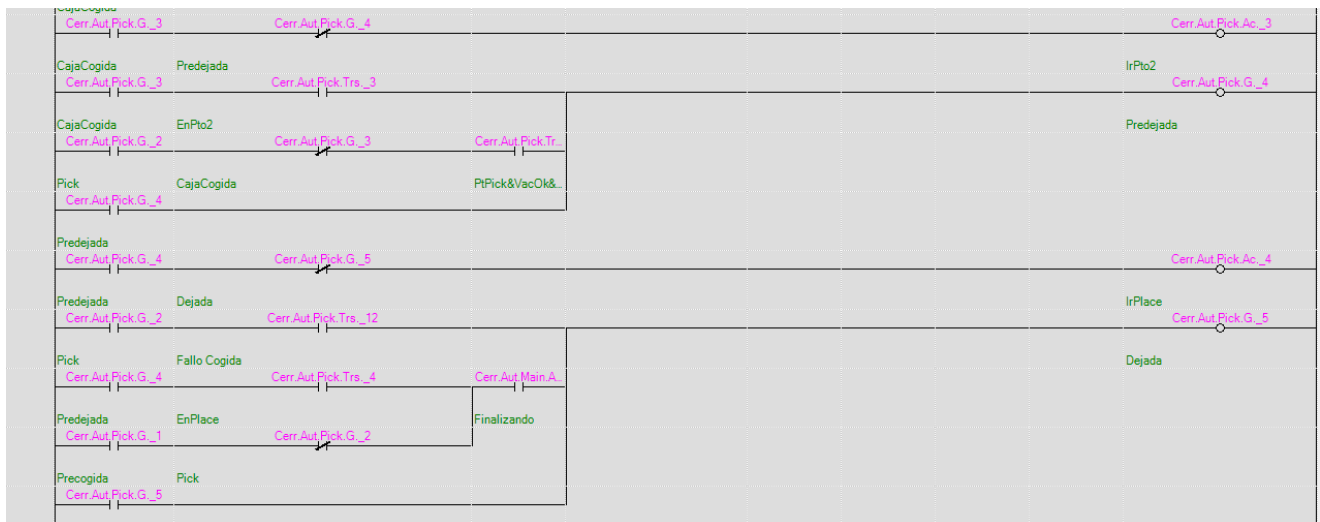 CajaCogida
Cerr.Aut.Pick.G._3 Cerr.Aut.Pick.G._4 Cerr.Aut.Pick.Ac._3
CajaCogida Predejada IrPto2
Cerr.Aut.Pick.G._3 Cerr.Aut.Pick.Trs._3 Cerr.Aut.Pick.G._4
CajaCogida EnPto2 Predejada
Cerr.Aut.Pick.G._2 Cerr.Aut.Pick.G._3 Cerr.Aut.Pick.Tr...
Pick CajaCogida PtPick&VacOk&...
Cerr.Aut.Pick.G._4
Predejada
Cerr.Aut.Pick.G._4 Cerr.Aut.Pick.G._5 Cerr.Aut.Pick.Ac._4
Predejada Dejada IrPlace
Cerr.Aut.Pick.G._2 Cerr.Aut.Pick.Trs._12 Cerr.Aut.Pick.G._5
Pick Fallo Cogida Dejada
Cerr.Aut.Pick.G._4 Cerr.Aut.Pick.Trs._4 Cerr.Aut.Main.A...
Predejada EnPlace Finalizando
Cerr.Aut.Pick.G._1 Cerr.Aut.Pick.G._2
Precogida Pick
Cerr.Aut.Pick.G._5